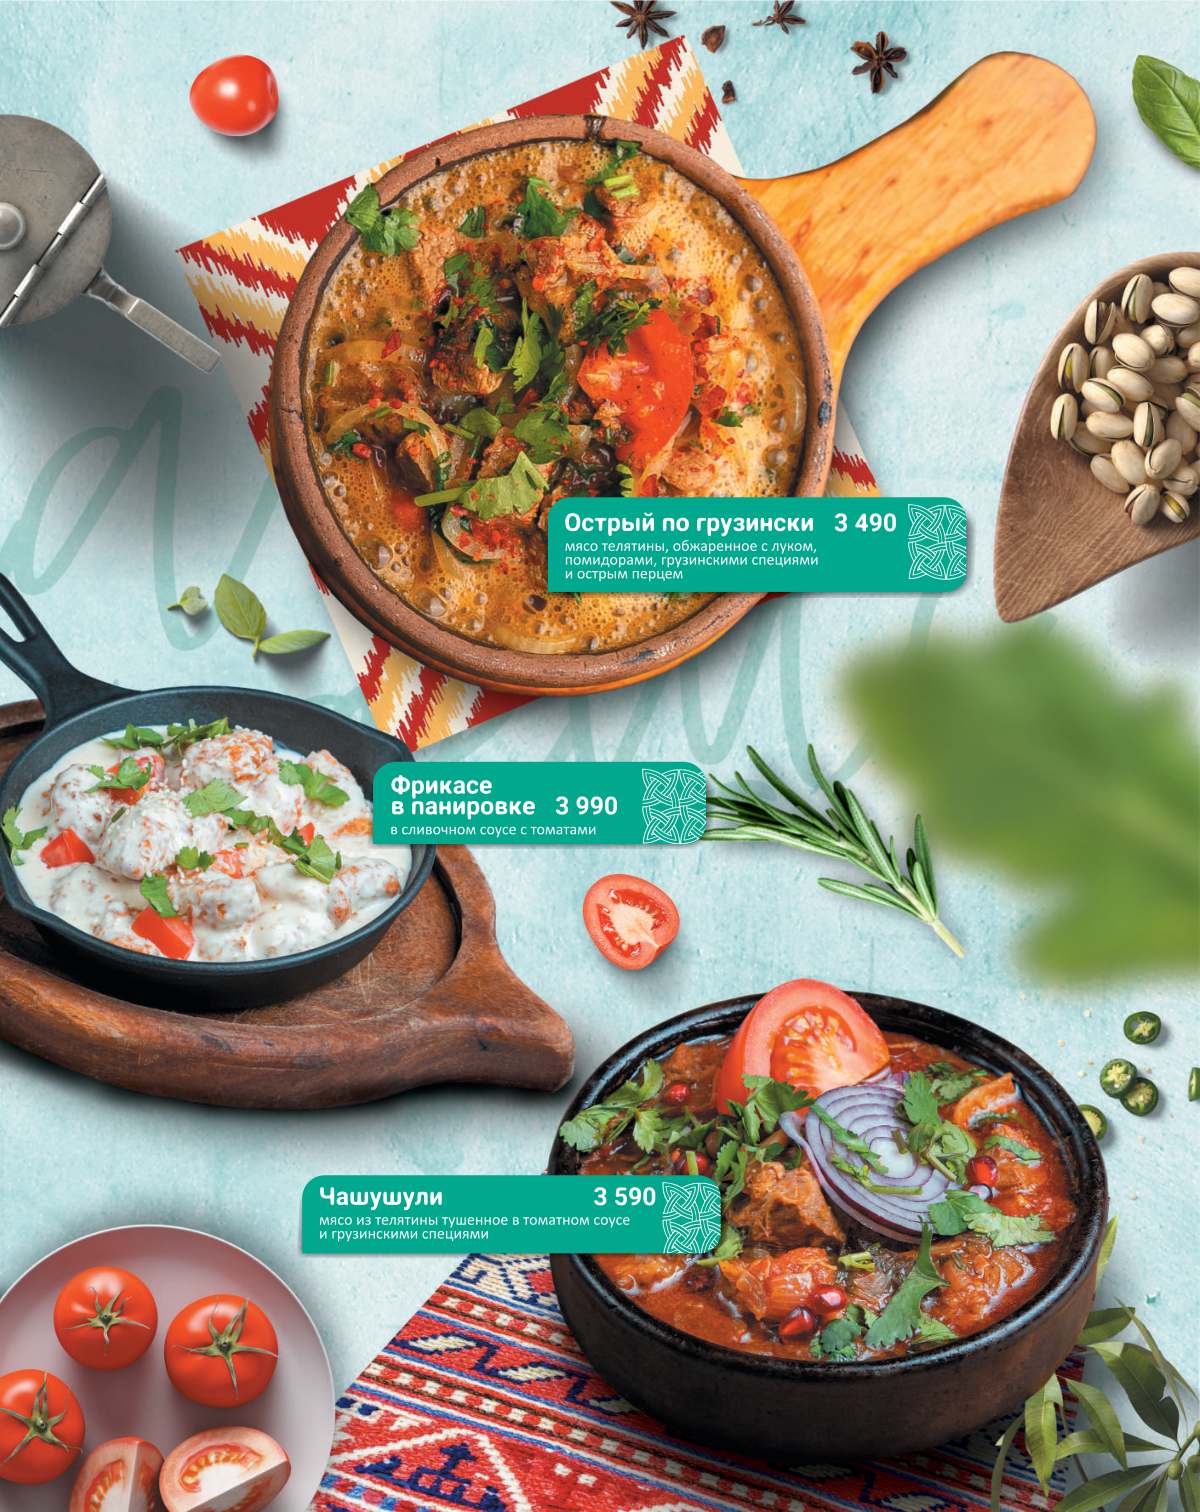 Острый по грузински 3 490
мясо телятины, обжаренное с луком,
помидорами, грузинскими специями
и острым перцем
Фрикасе
в панировке 3 990
в сливочном соусе с томатами
Чашушули 3 590
мясо из телятины тушенное в томатном соусе
и грузинскими специями